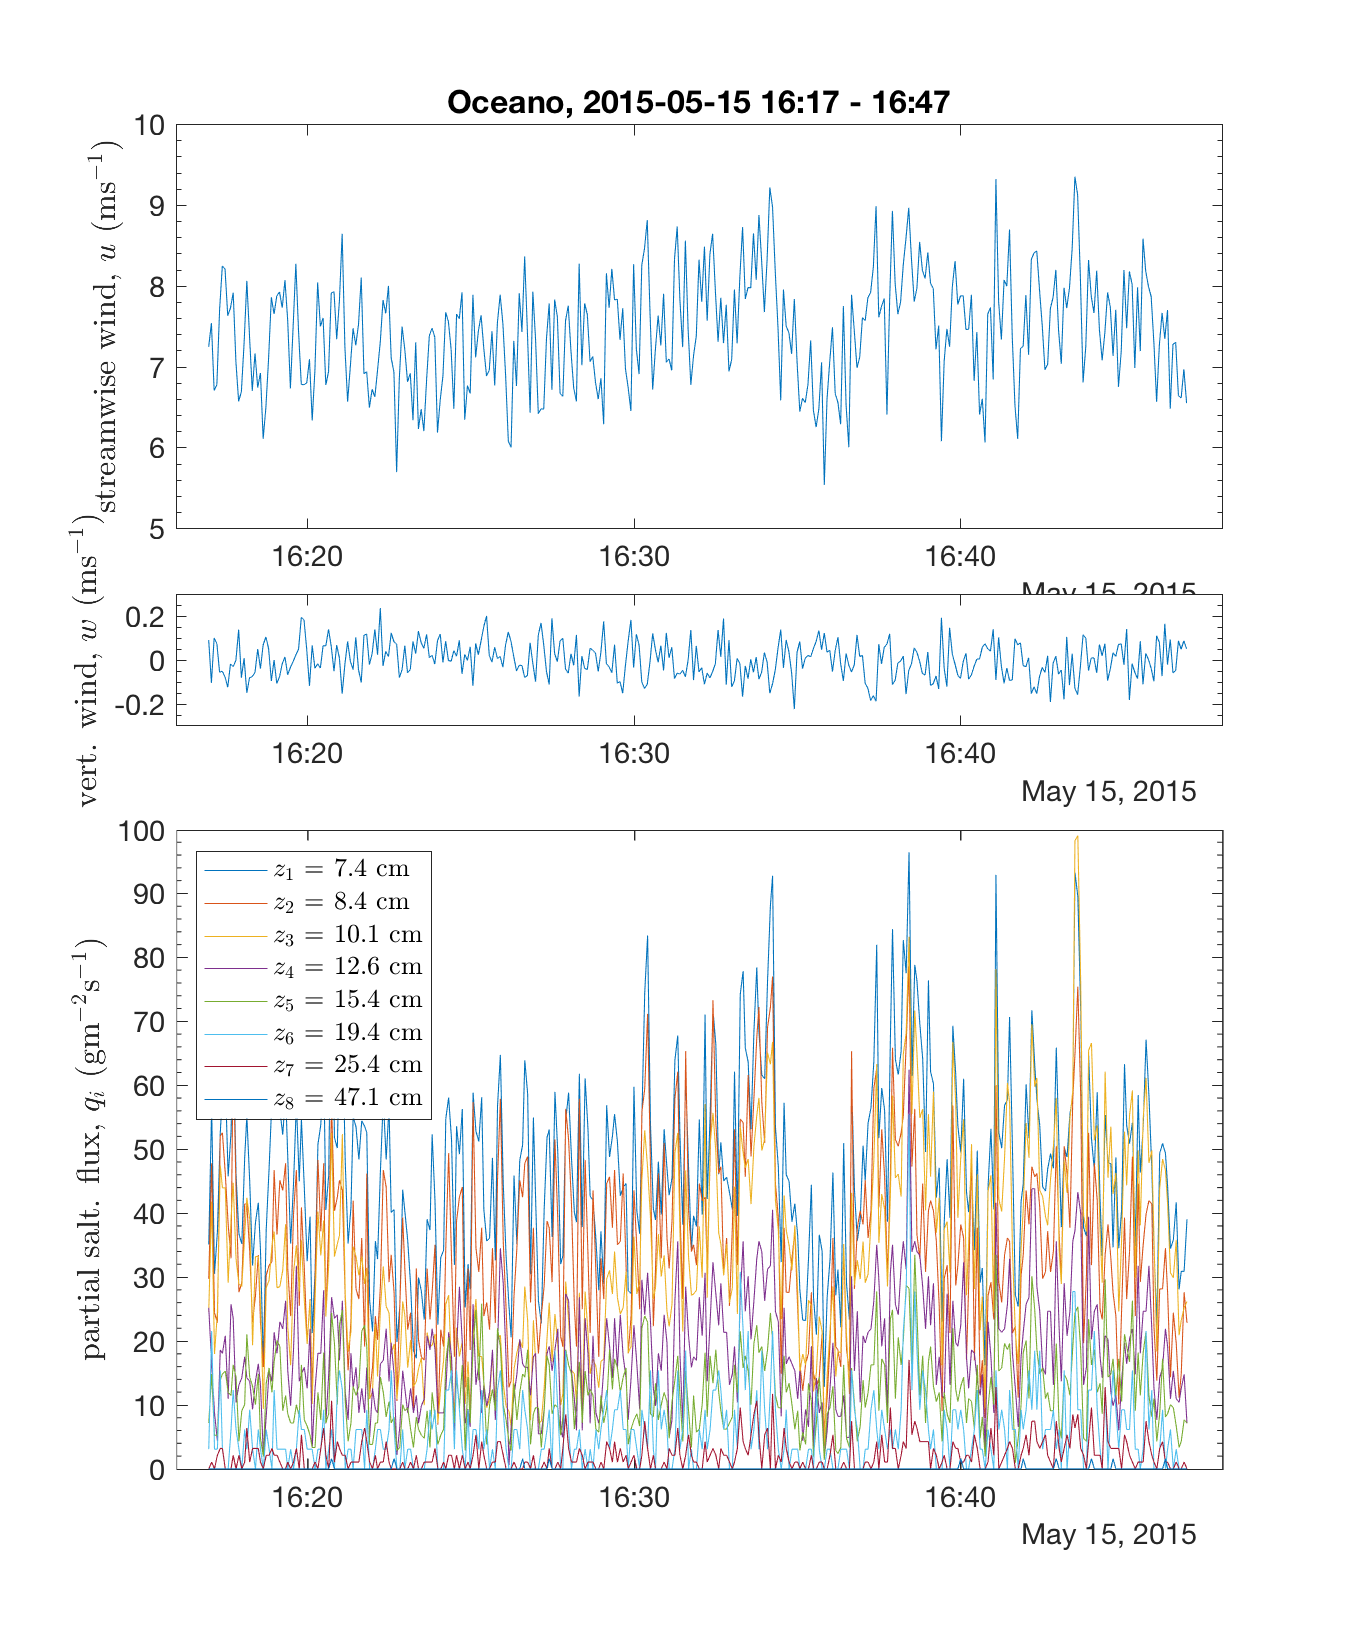 Oceano, 2015-05-15 16:17 - 16:47
streamwise wind, u (ms⁻¹)
10
9
8
7
6
5
16:20 16:30 16:40
May 15, 2015
vert. wind, w (ms⁻¹)
0.2
0
-0.2
16:20 16:30 16:40
May 15, 2015
partial salt. flux, qᵢ (gm⁻²s⁻¹)
100
90
80
70
60
50
40
30
20
10
0
z₁ = 7.4 cm
z₂ = 8.4 cm
z₃ = 10.1 cm
z₄ = 12.6 cm
z₅ = 15.4 cm
z₆ = 19.4 cm
z₇ = 25.4 cm
z₈ = 47.1 cm
16:20 16:30 16:40
May 15, 2015